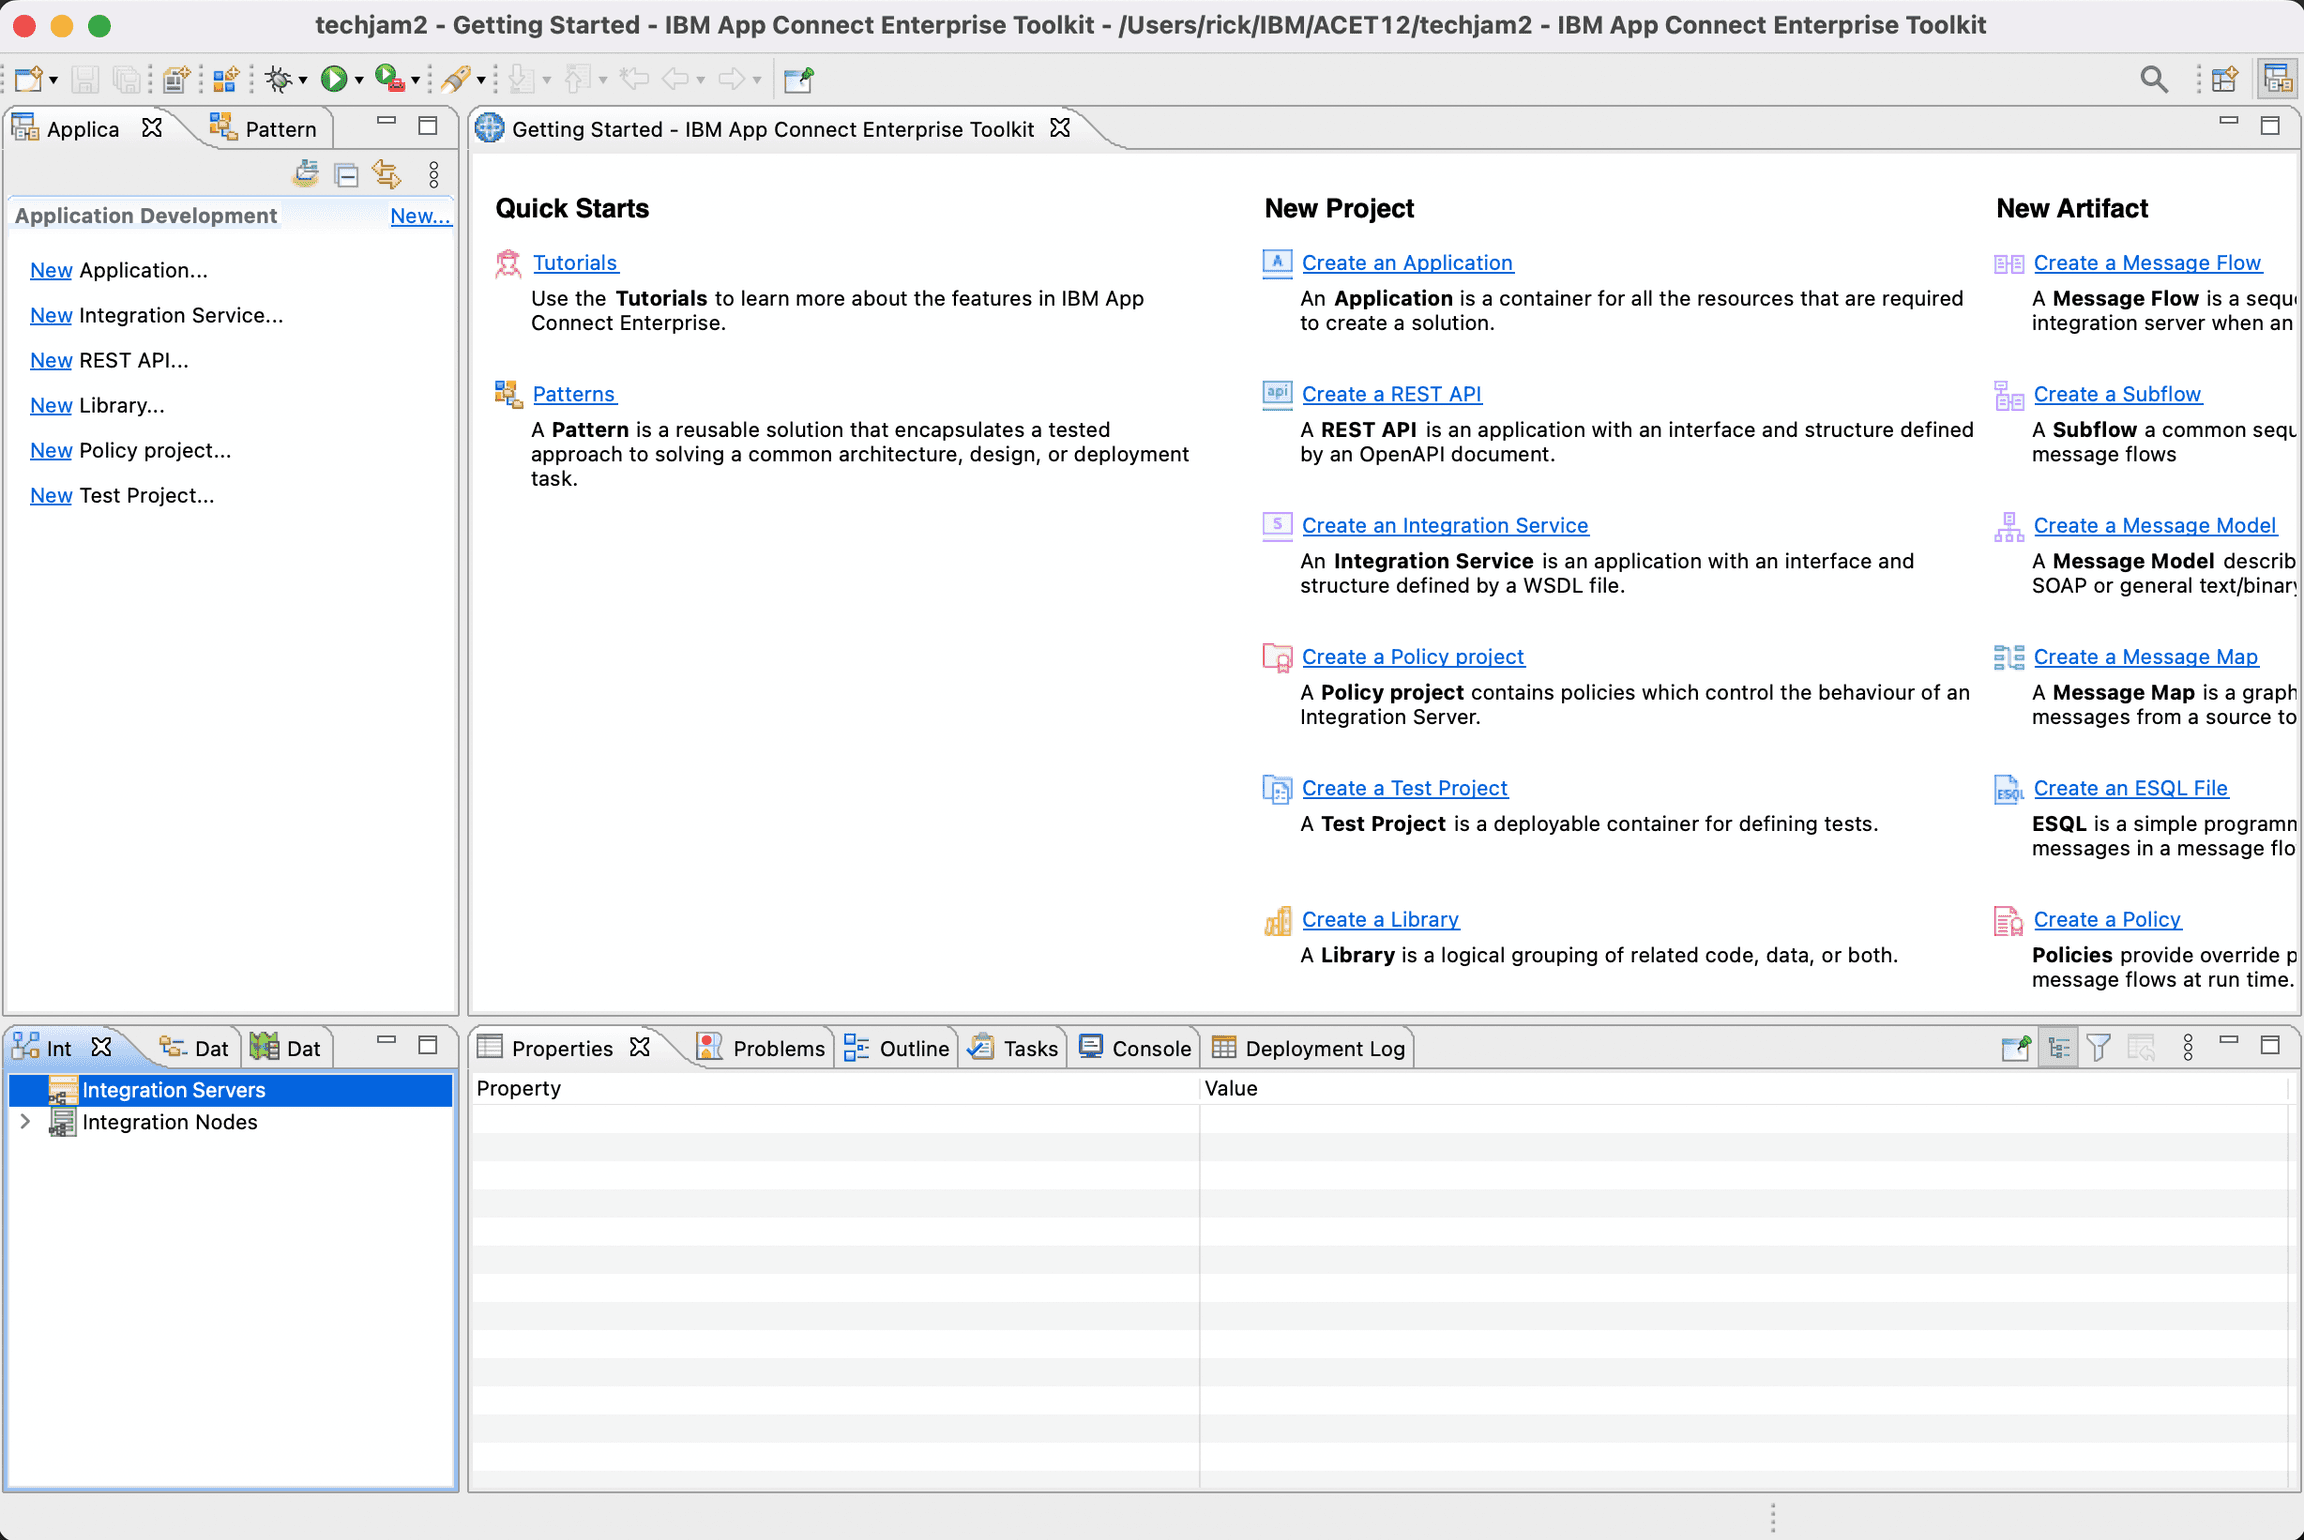 techjam2 - Getting Started - IBM App Connect Enterprise Toolkit - /Users/rick/IBM/ACET12/techjam2 - IBM App Connect Enterprise Toolkit
Applica
Pattern
Application Development
New...
New Application...
New Integration Service...
New REST API...
New Library...
New Policy project...
New Test Project...
Getting Started - IBM App Connect Enterprise Toolkit
Quick Starts
Tutorials
Use the Tutorials to learn more about the features in IBM App
Connect Enterprise.
Patterns
A Pattern is a reusable solution that encapsulates a tested
approach to solving a common architecture, design, or deployment
task.
New Project
A
Create an Application
An Application is a container for all the resources that are required
to create a solution.
api
Create a REST API
A REST API is an application with an interface and structure defined
by an OpenAPI document.
S
Create an Integration Service
An Integration Service is an application with an interface and
structure defined by a WSDL file.
Create a Policy project
A Policy project contains policies which control the behaviour of an
Integration Server.
Create a Test Project
A Test Project is a deployable container for defining tests.
Create a Library
A Library is a logical grouping of related code, data, or both.
New Artifact
Create a Message Flow
A Message Flow is a sequ
integration server when an
Create a Subflow
A Subflow a common sequ
message flows
Create a Message Model
A Message Model describ
SOAP or general text/binary
Create a Message Map
A Message Map is a graph
messages from a source to
ESQL
Create an ESQL File
ESQL is a simple programm
messages in a message flo
Create a Policy
Policies provide override p
message flows at run time.
Int
Dat
Dat
Integration Servers
Integration Nodes
Properties
Problems
Outline
Tasks
Console
Deployment Log
Property
Value